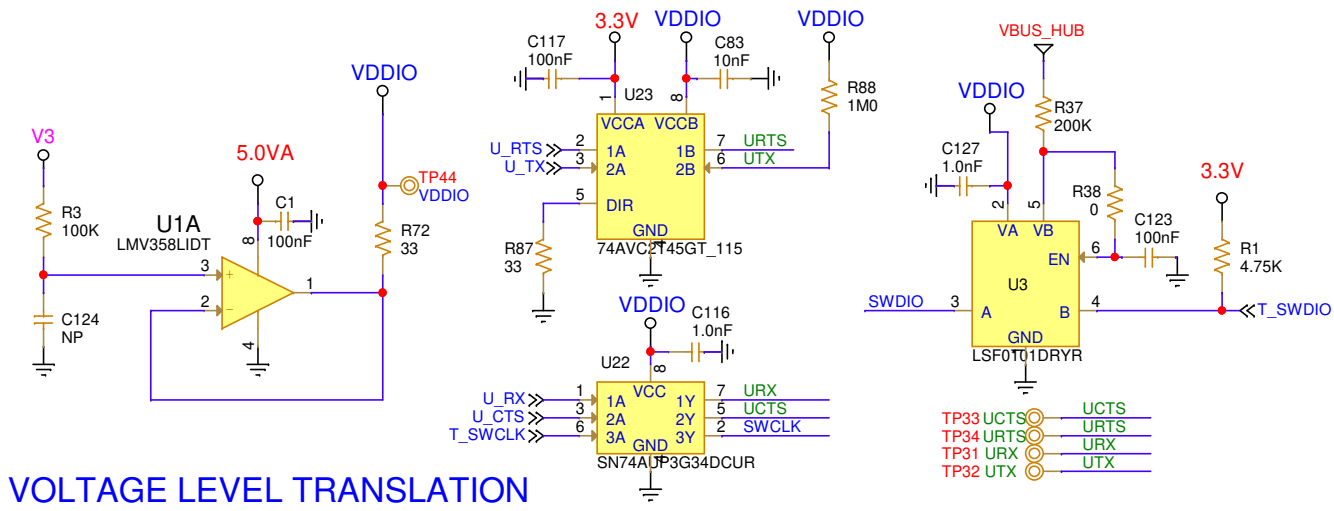 V3
R3
100K
C124
NP
U1A
LMV358LIDT
5.0VA
C1
100nF
8
3
+
2
−
1
4
VDDIO
TP44
VDDIO
R72
33
3.3V
VDDIO
VDDIO
C117
100nF
C83
10nF
R88
1M0
1
U23
8
VCCA VCCB
U_RTS 2 1A 1B 7 URTS
U_TX 3 2A 2B 6 UTX
5 DIR
GND
4
74AVC2T45GT_115
R87
33
VDDIO
C116
1.0nF
U22
8
VCC
U_RX 1 1A 1Y 7 URX
U_CTS 3 2A 2Y 5 UCTS
T_SWCLK 6 3A 3Y 2 SWCLK
GND
4
SN74AUP3G34DCUR
VBUS_HUB
VDDIO
R37
200K
C127
1.0nF
3.3V
R38
0
C123
100nF
R1
4.75K
2 5
VA VB
EN 6
U3
SWDIO 3 A B 4 T_SWDIO
GND
1
LSF0101DRYR
TP33 UCTS UCTS
TP34 URTS URTS
TP31 URX URX
TP32 UTX UTX
VOLTAGE LEVEL TRANSLATION